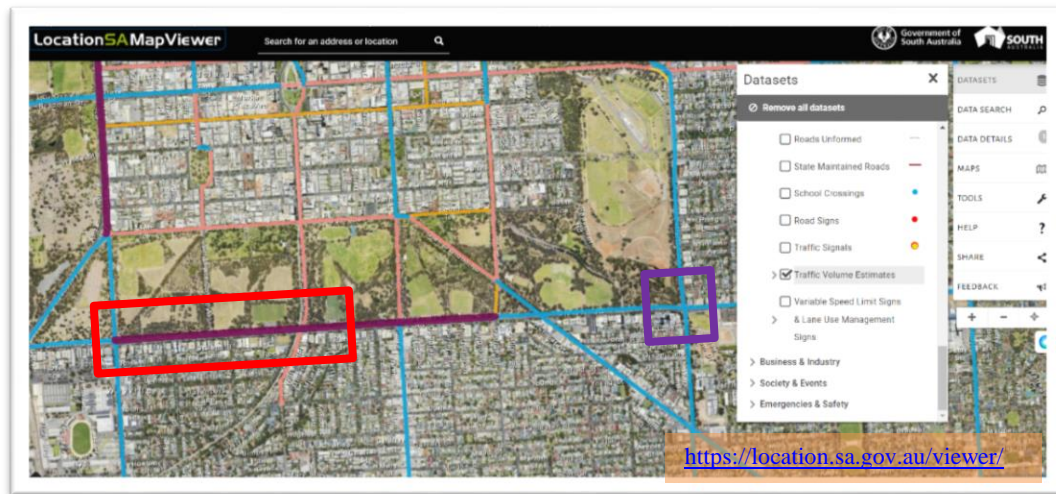 LocationSAMapViewer
Search for an address or location
Government of
South Australia
SOUTH
AUSTRALIA
Datasets
X
Remove all datasets
Roads Unformed
State Maintained Roads
School Crossings
Road Signs
Traffic Signals
Traffic Volume Estimates
Variable Speed Limit Signs
& Lane Use Management
Signs
Business & Industry
Society & Events
Emergencies & Safety
DATASETS
DATA SEARCH
DATA DETAILS
MAPS
TOOLS
HELP
?
SHARE
FEEDBACK
+ -
https://location.sa.gov.au/viewer/